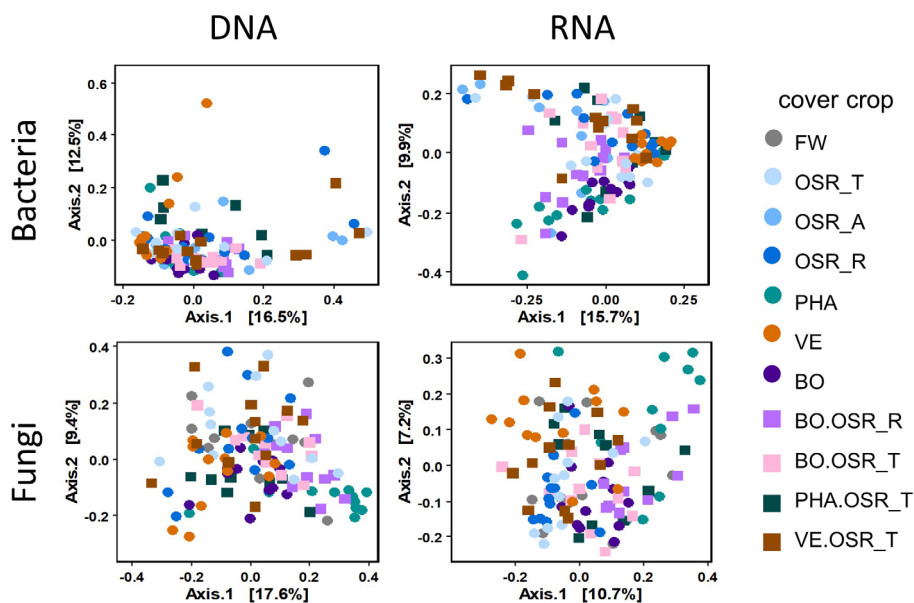 DNA
RNA
Bacteria
Axis.2 [12.5%]
0.6
0.4
0.2
0.0
-0.2
0.0
0.2
0.4
Axis.1 [16.5%]
Axis.2 [9.9%]
0.2
0.0
-0.2
-0.4
-0.25
0.00
0.25
Axis.1 [15.7%]
Fungi
Axis.2 [9.4%]
0.4
0.2
0.0
-0.2
-0.4
-0.2
0.0
0.2
0.4
Axis.1 [17.6%]
Axis.2 [7.2%]
0.3
0.2
0.1
0.0
-0.1
-0.2
-0.2
0.0
0.2
0.4
Axis.1 [10.7%]
cover crop
FW
OSR_T
OSR_A
OSR_R
PHA
VE
BO
BO.OSR_R
BO.OSR_T
PHA.OSR_T
VE.OSR_T